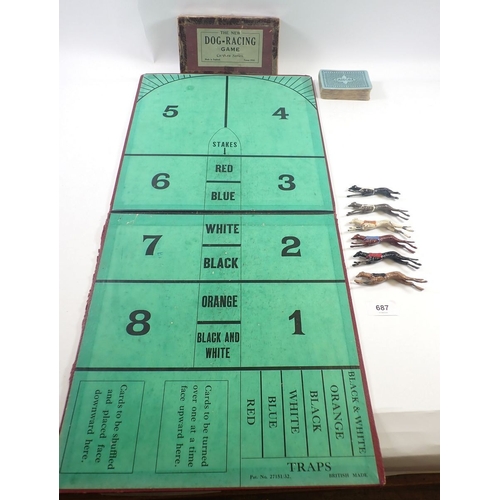 THE NEW
DOG-RACING
GAME
5
4
STAKES
RED
6
3
BLUE
WHITE
7
2
BLACK
ORANGE
8
1
BLACK AND
WHITE
Cards to be shuffled
and placed face
downward here.
Cards to be turned
over one at a time
face upward here.
RED
BLUE
WHITE
BLACK
ORANGE
BLACK & WHITE
TRAPS
BRITISH MADE
687